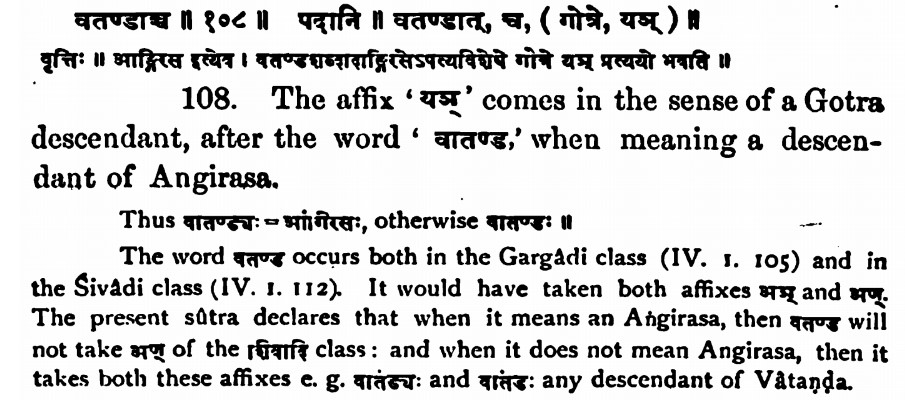 वतण्डाच्च ॥ १०८ ॥ पदानि ॥ वतण्डात्, च, ( गोत्रे, यञ् ) ॥
वृत्तिः ॥ आङ्गिरस इत्येव । वतण्डशब्दादाङ्गिरसेऽपत्यविशेषे गोत्रे यञ् प्रत्ययो भवति ॥
108. The affix ‘ यञ् ’ comes in the sense of a Gotra
descendant, after the word ‘ वातण्ड,’ when meaning a descen-
dant of Angirasa.
Thus वातण्ड्यः = आंगिरसः, otherwise वातण्डः ॥
The word वतण्ड occurs both in the Gargâdi class (IV. 1. 105) and in
the Śivâdi class (IV. 1. 112). It would have taken both affixes अञ् and अण्.
The present sûtra declares that when it means an Aṅgirasa, then वतण्ड will
not take अण् of the शिवादि class : and when it does not mean Angirasa, then it
takes both these affixes e. g. वातंड्यः and वातंडः any descendant of Vâtaṇḍa.